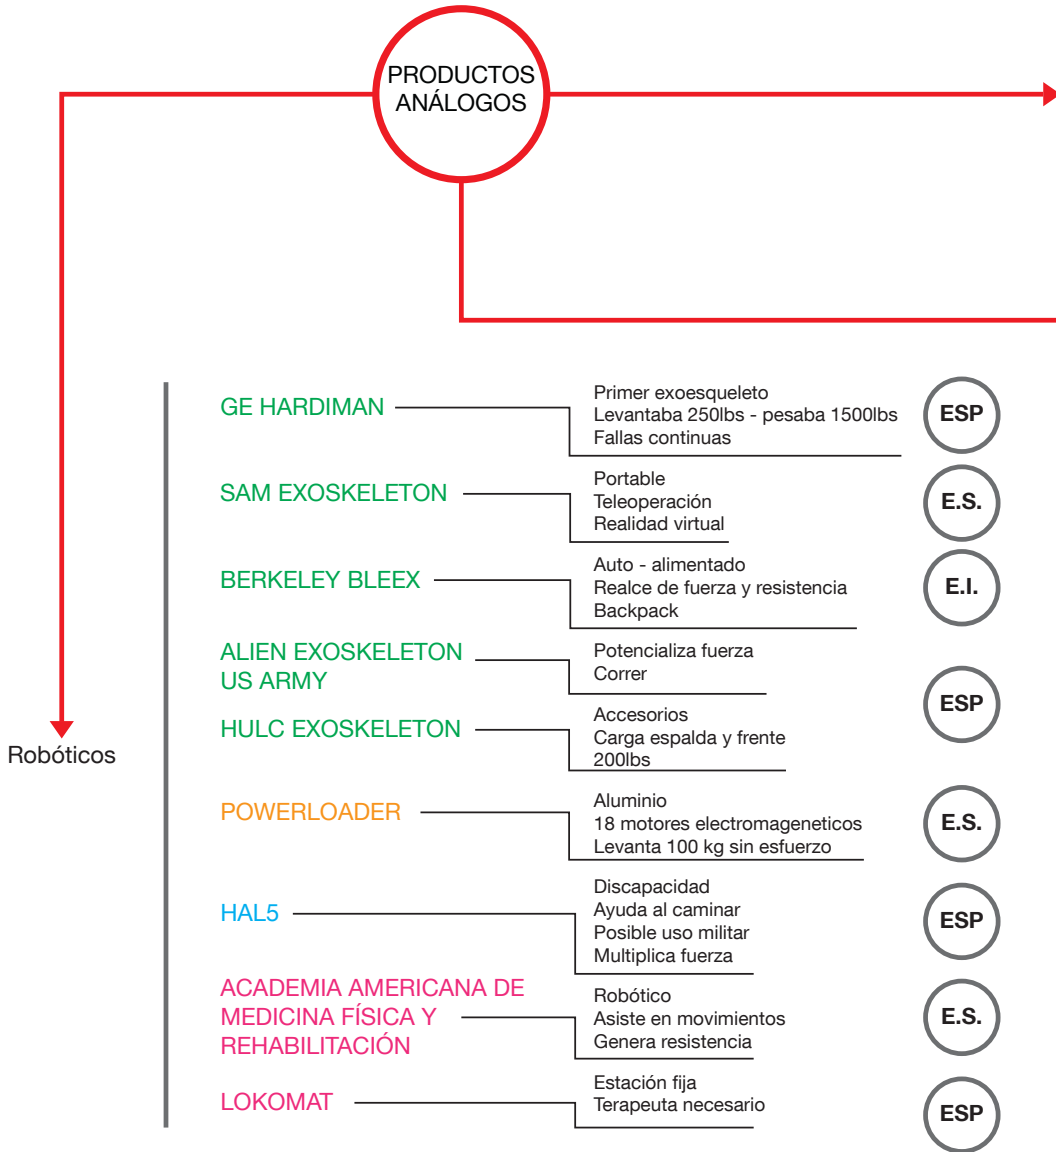 PRODUCTOS
ANÁLOGOS
Robóticos
GE HARDIMAN
Primer exoesqueleto
Levantaba 250lbs - pesaba 1500lbs
Fallas continuas
ESP
SAM EXOSKELETON
Portable
Teleoperación
Realidad virtual
E.S.
BERKELEY BLEEX
Auto - alimentado
Realce de fuerza y resistencia
Backpack
E.I.
ALIEN EXOSKELETON
US ARMY
Potencializa fuerza
Correr
ESP
HULC EXOSKELETON
Accesorios
Carga espalda y frente
200lbs
POWERLOADER
Aluminio
18 motores electromageneticos
Levanta 100 kg sin esfuerzo
E.S.
HAL5
Discapacidad
Ayuda al caminar
Posible uso militar
Multiplica fuerza
ESP
ACADEMIA AMERICANA DE
MEDICINA FÍSICA Y
REHABILITACIÓN
Robótico
Asiste en movimientos
Genera resistencia
E.S.
LOKOMAT
Estación fija
Terapeuta necesario
ESP